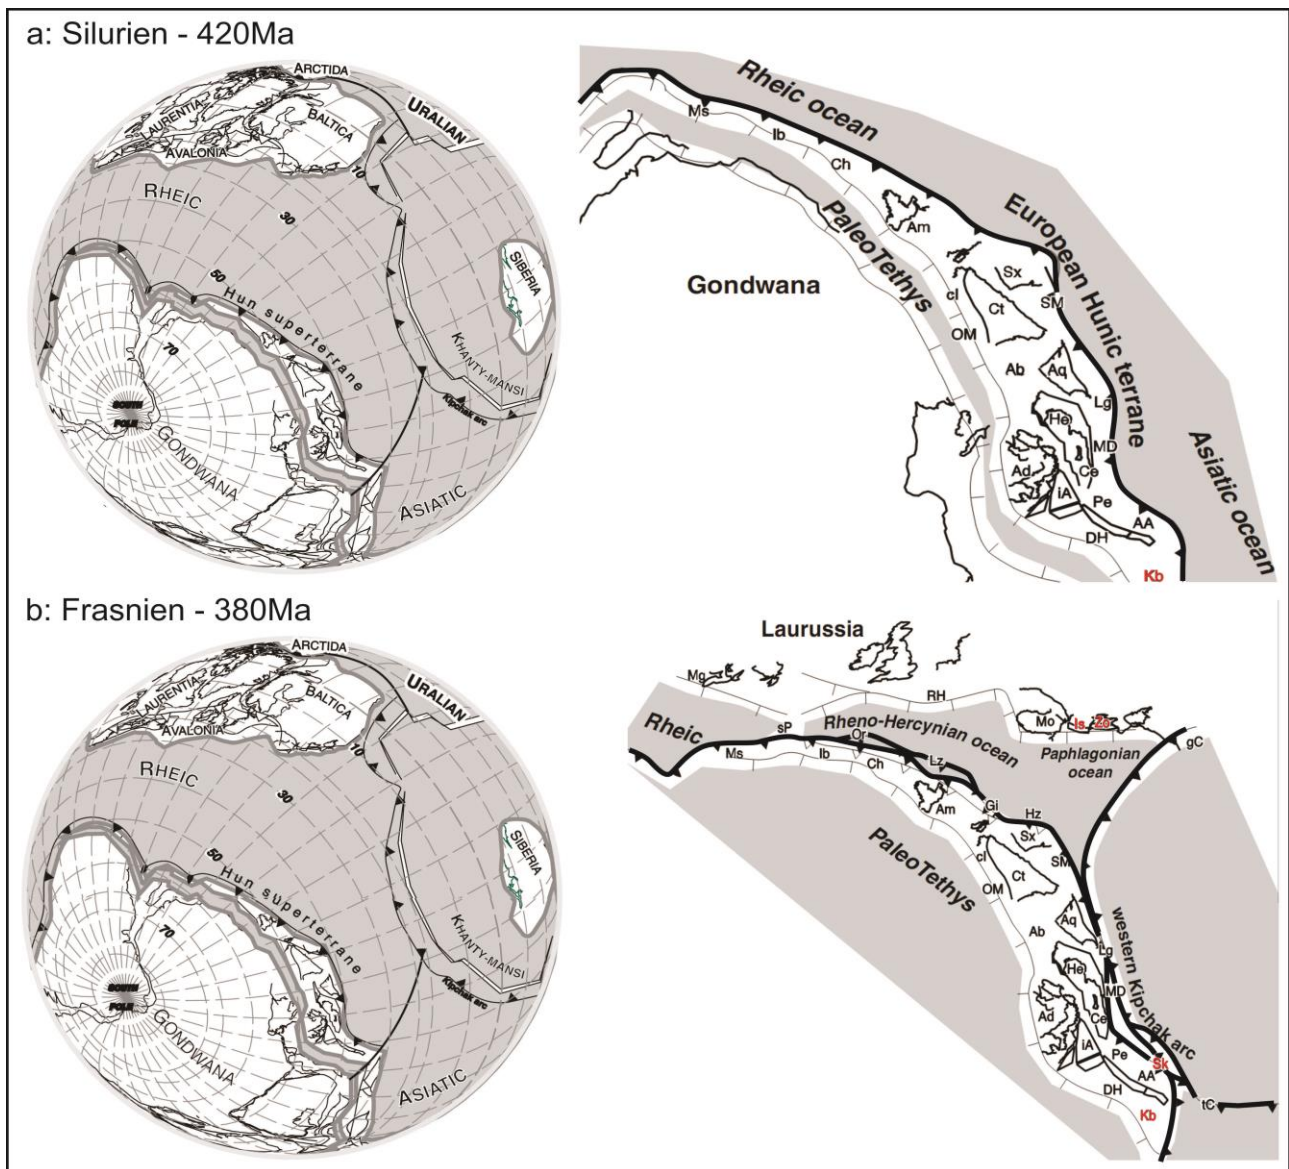 a: Silurien - 420Ma
ARCTIDA
LAURENTIA
BALTICA
URALIAN
AVALONIA
10
RHEIC
30
50
Hun superterrane
SIBERIA
70
KHANTY-MANSI
SOUTH
POLE
Kipchak arc
GONDWANA
ASIATIC
Rheic ocean
Ms
Ib
Ch
Am
European Hunic terrane
PaleoTethys
Gondwana
Sx
cl
Ct
SM
OM
Ab
Aq
Lg
He
MD
Asiatic ocean
Ad
Ce
iA
Pe
AA
DH
Kb
b: Frasnien - 380Ma
ARCTIDA
AURENTIA
BALTICA
URALIAN
AVALONIA
10
RHEIC
30
50
Hun superterrane
SIBERIA
70
KHANTY-MANSI
SOUTH
POLE
Kipchak arc
GONDWANA
ASIATIC
Laurussia
Mg
RH
Mo
Is
Zo
Rheic
sP
Rheno-Hercynian ocean
Or
Paphlagonian
ocean
gC
Ms
Ib
Ch
Lz
Am
Gi
Hz
Sx
PaleoTethys
cl
Ct
SM
OM
Aq
Ab
Lg
western Kipchak arc
He
MD
Ad
Ce
iA
Pe
Sk
AA
DH
Kb
tC